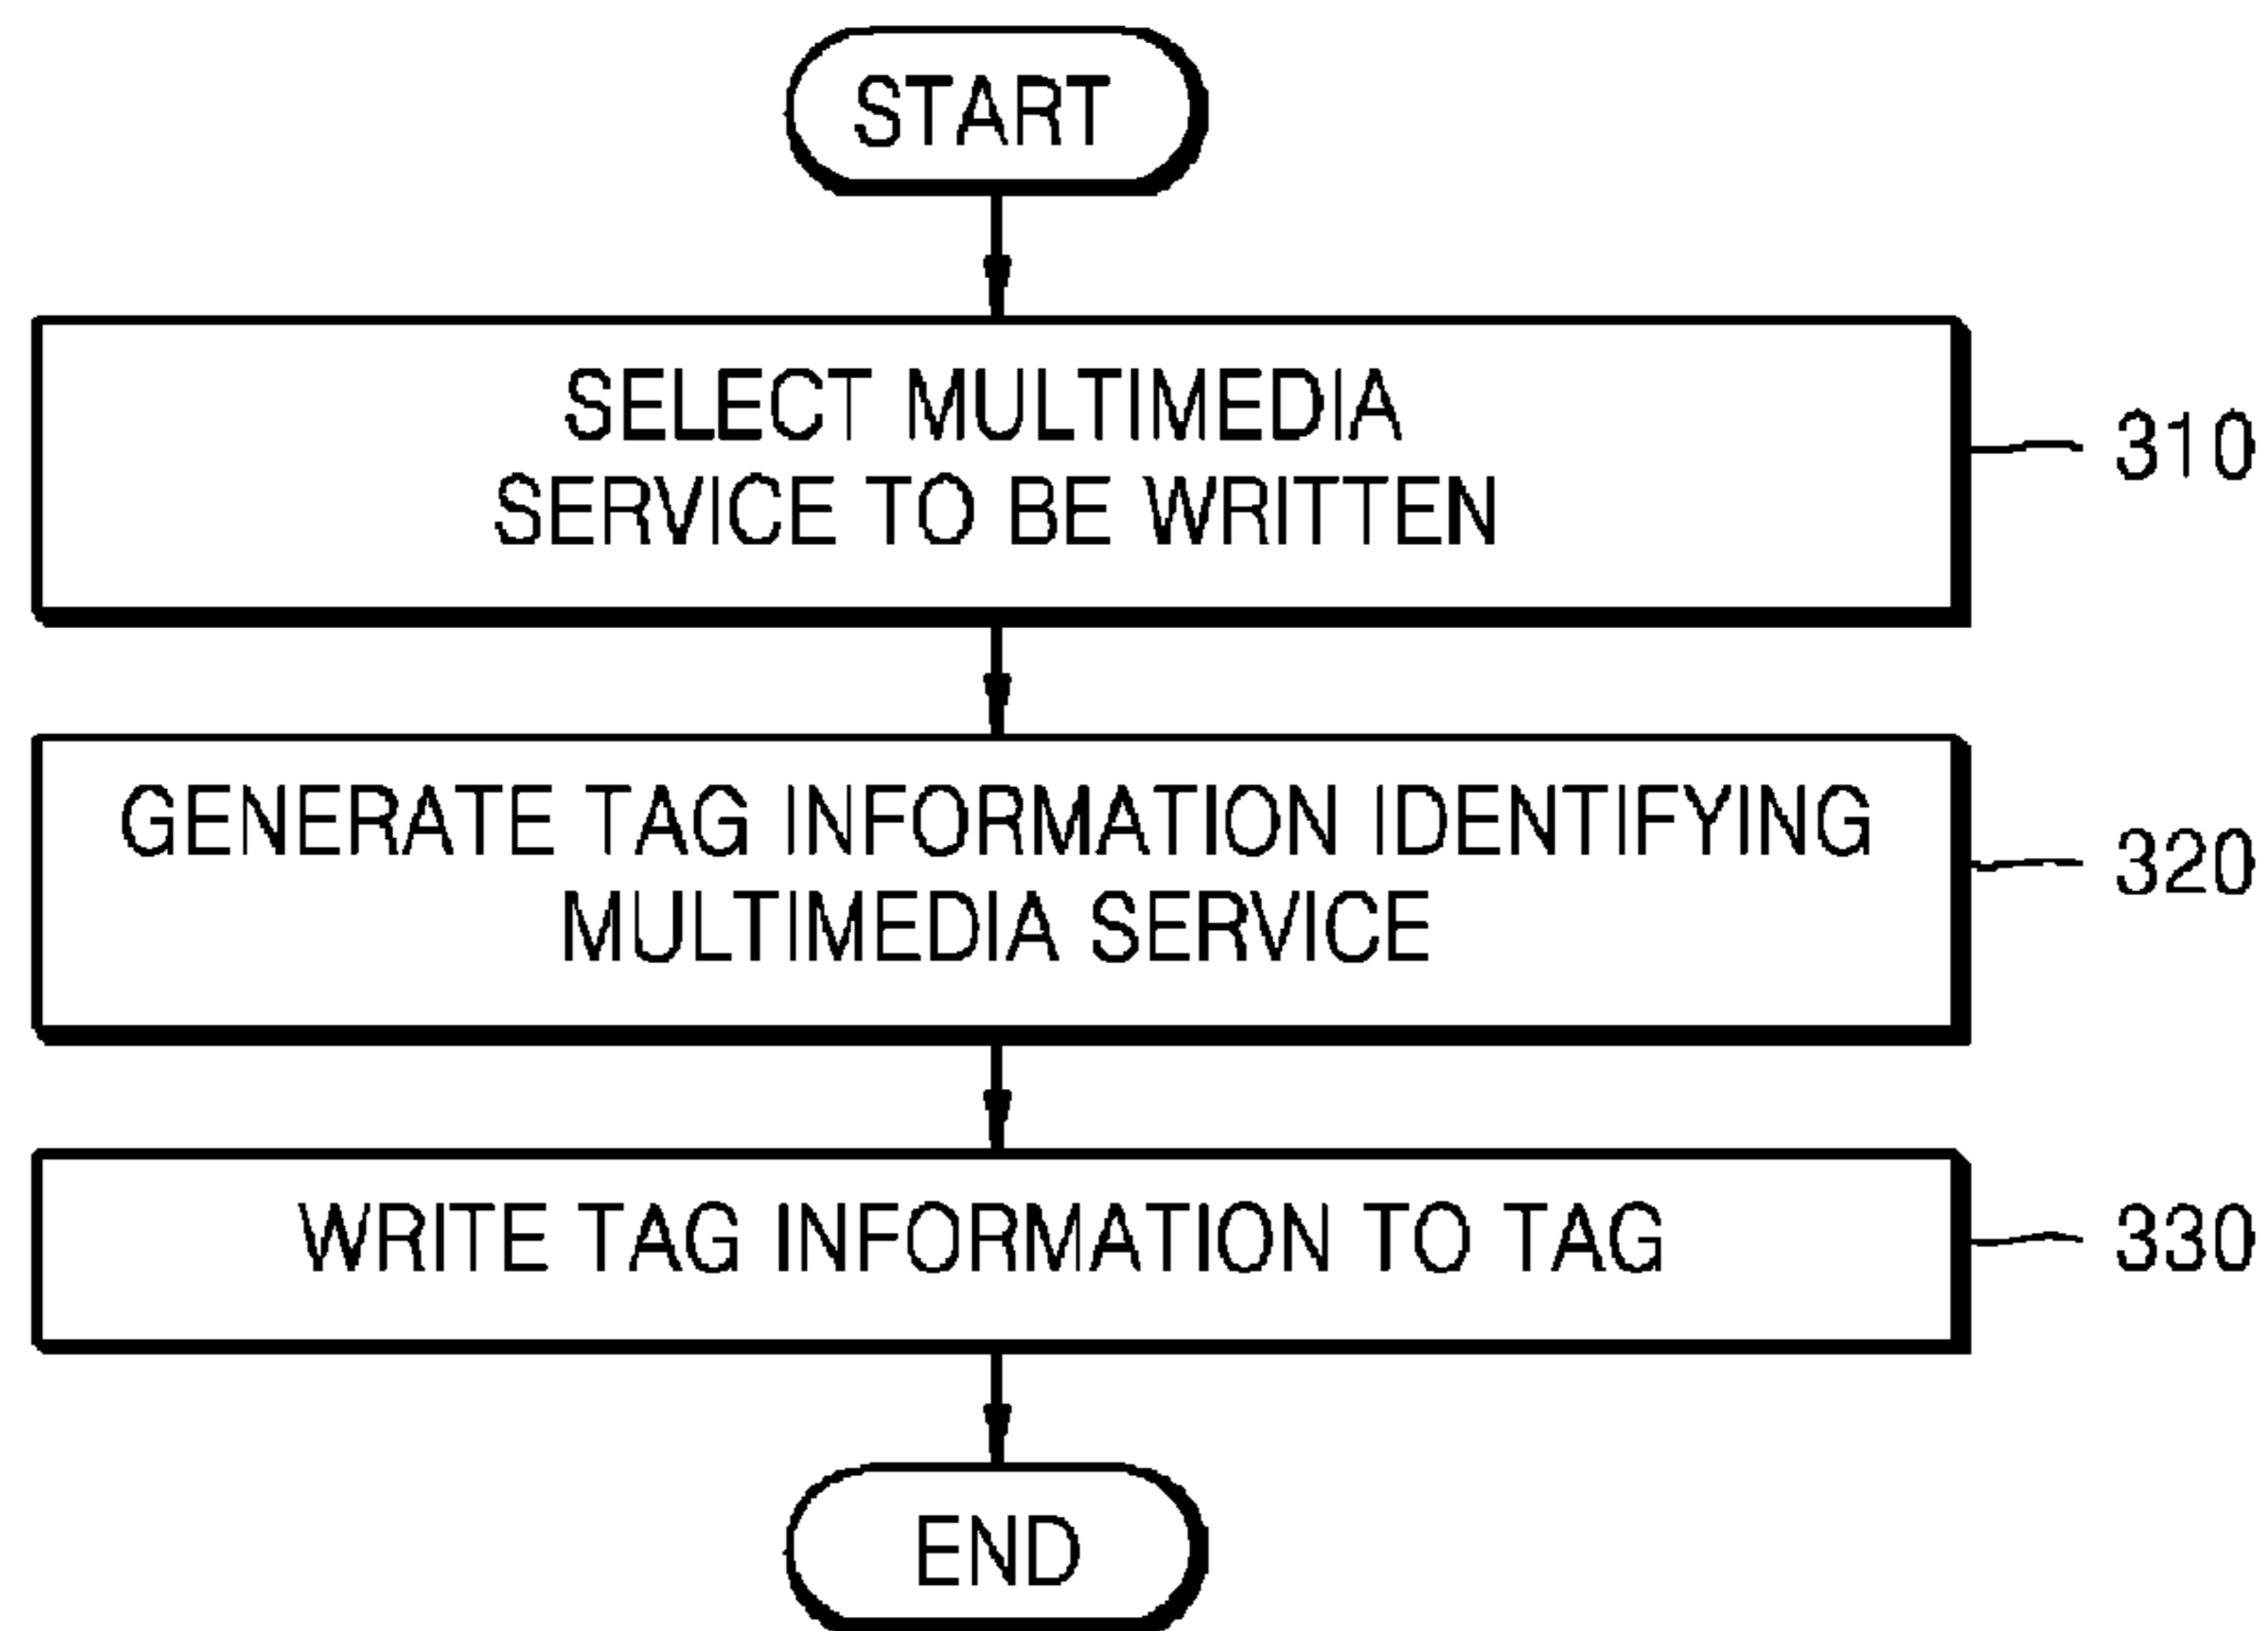 START
SELECT MULTIMEDIA
SERVICE TO BE WRITTEN
310
GENERATE TAG INFORMATION IDENTIFYING
MULTIMEDIA SERVICE
320
WRITE TAG INFORMATION TO TAG
330
END